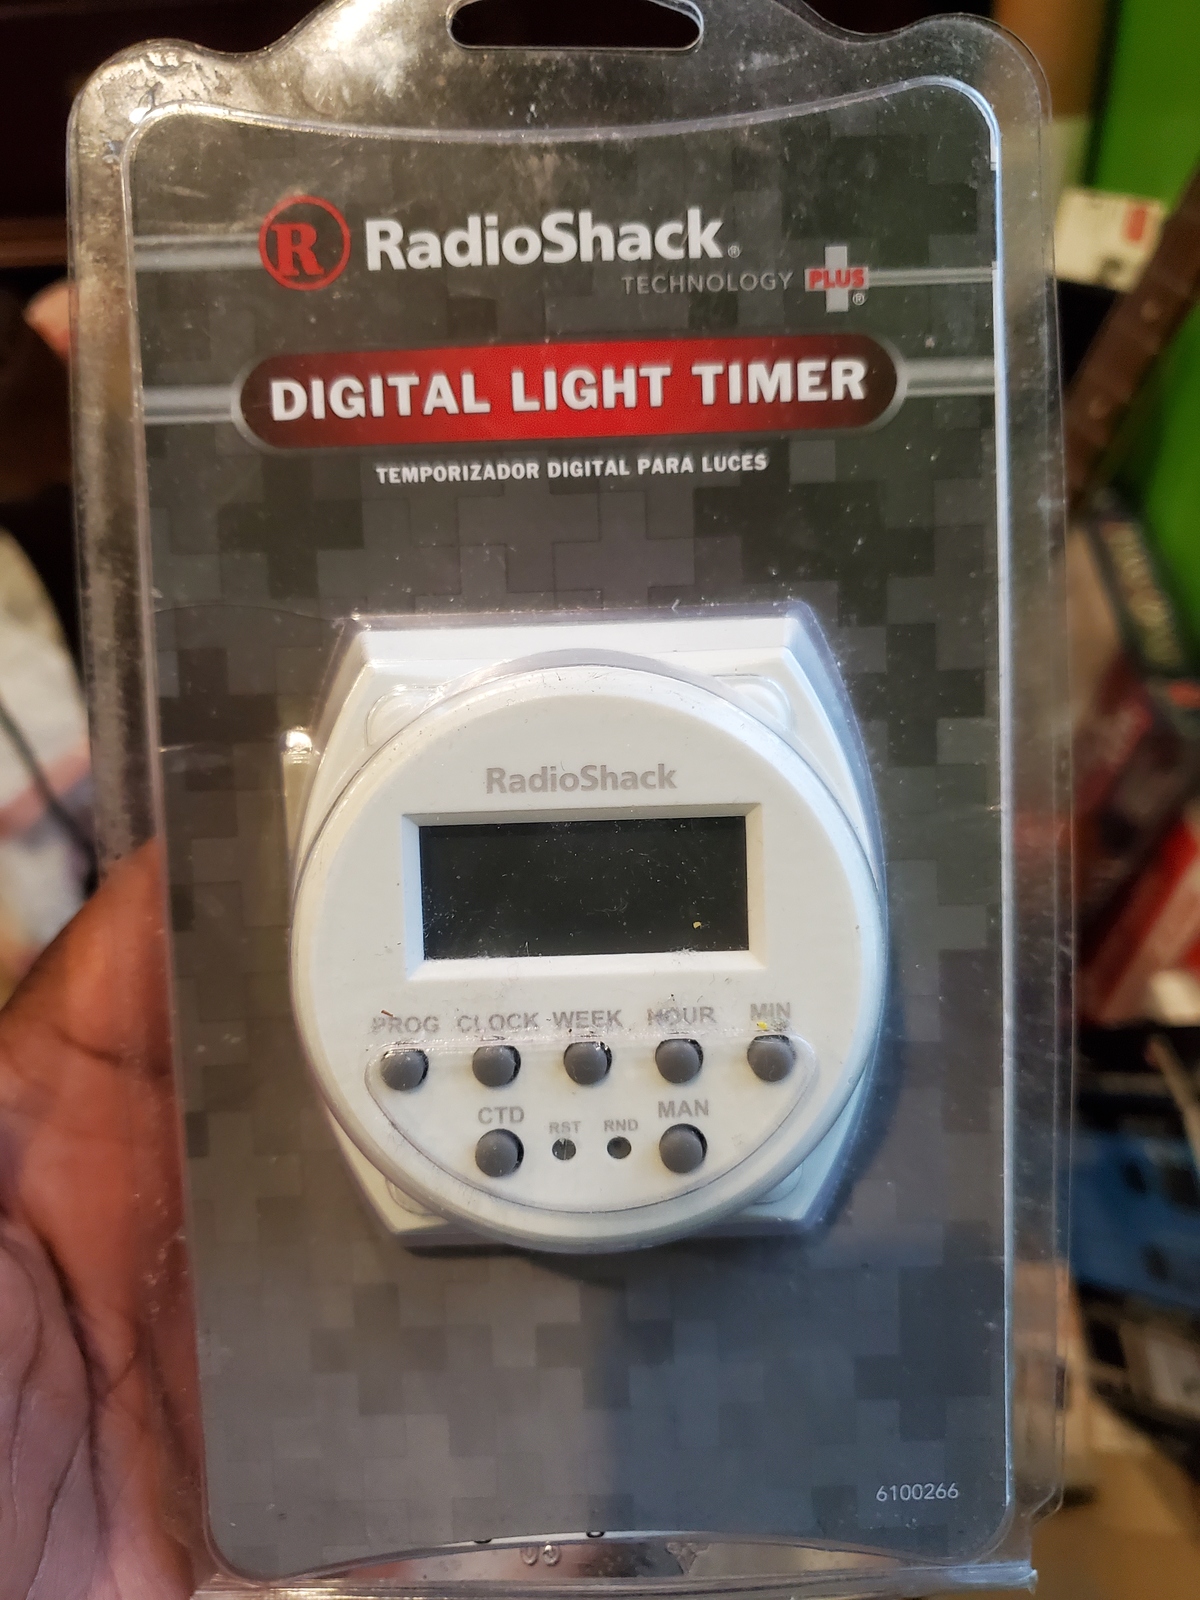 R RadioShack®
TECHNOLOGY PLUS®
DIGITAL LIGHT TIMER
TEMPORIZADOR DIGITAL PARA LUCES
RadioShack
PROG CLOCK WEEK HOUR MIN
CTD RST RND MAN
6100266